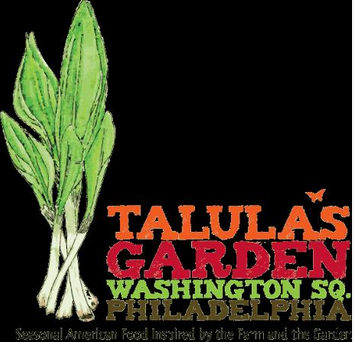 TALULA'S
GARDEN
WASHINGTON SQ.
PHILADELPHIA
Seasonal American Food Inspired by the Farm and the Garden